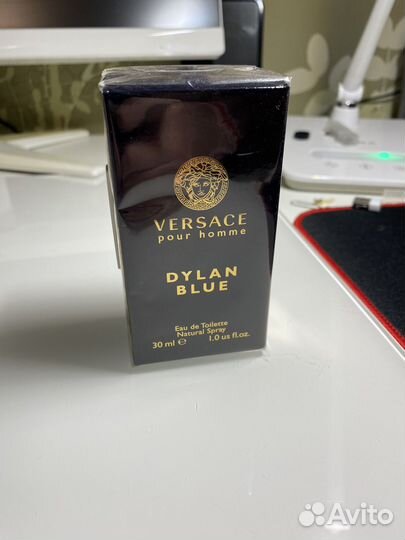 VERSACE
pour homme
DYLAN
BLUE
Eau de Toilette
Natural Spray
30 ml e 1.0 us fl.oz.
Avito